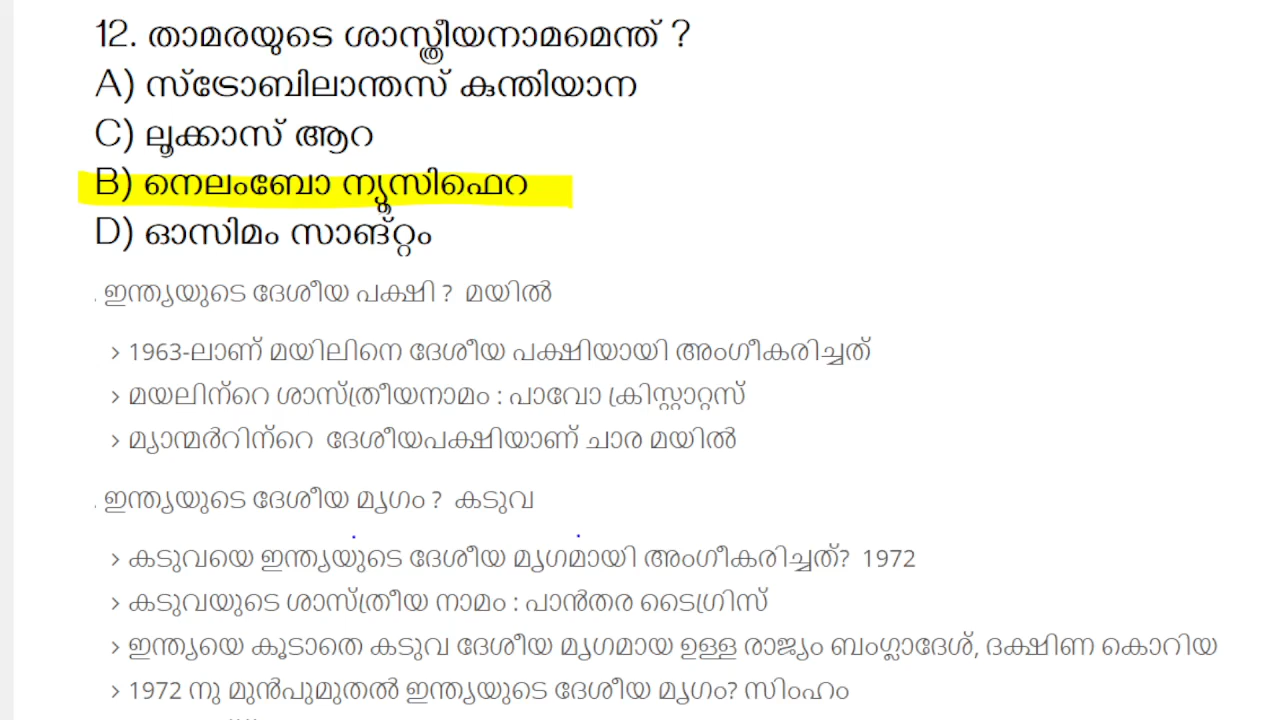 12. താമരയുടെ ശാസ്ത്രീയനാമമെന്ത് ?
A) സ്ട്രോബിലാന്തസ് കുന്തിയാന
C) ലൂക്കാസ് ആറ
B) നെലംബോ ന്യൂസിഫെറ
D) ഓസിമം സാങ്റ്റം
. ഇന്ത്യയുടെ ദേശീയ പക്ഷി ? മയിൽ
> 1963-ലാണ് മയിലിനെ ദേശീയ പക്ഷിയായി അംഗീകരിച്ചത്
> മയലിന്റെ ശാസ്ത്രീയനാമം : പാവോ ക്രിസ്റ്റാറ്റസ്
> മ്യാന്മർറിന്റെ ദേശീയപക്ഷിയാണ് ചാര മയിൽ
. ഇന്ത്യയുടെ ദേശീയ മൃഗം ? കടുവ
> കടുവയെ ഇന്ത്യയുടെ ദേശീയ മൃഗമായി അംഗീകരിച്ചത്? 1972
> കടുവയുടെ ശാസ്ത്രീയ നാമം : പാൻതര ടൈഗ്രിസ്
> ഇന്ത്യയെ കൂടാതെ കടുവ ദേശീയ മൃഗമായ ഉള്ള രാജ്യം ബംഗ്ലാദേശ്, ദക്ഷിണ കൊറിയ
> 1972 നു മുൻപുമുതൽ ഇന്ത്യയുടെ ദേശീയ മൃഗം? സിംഹം